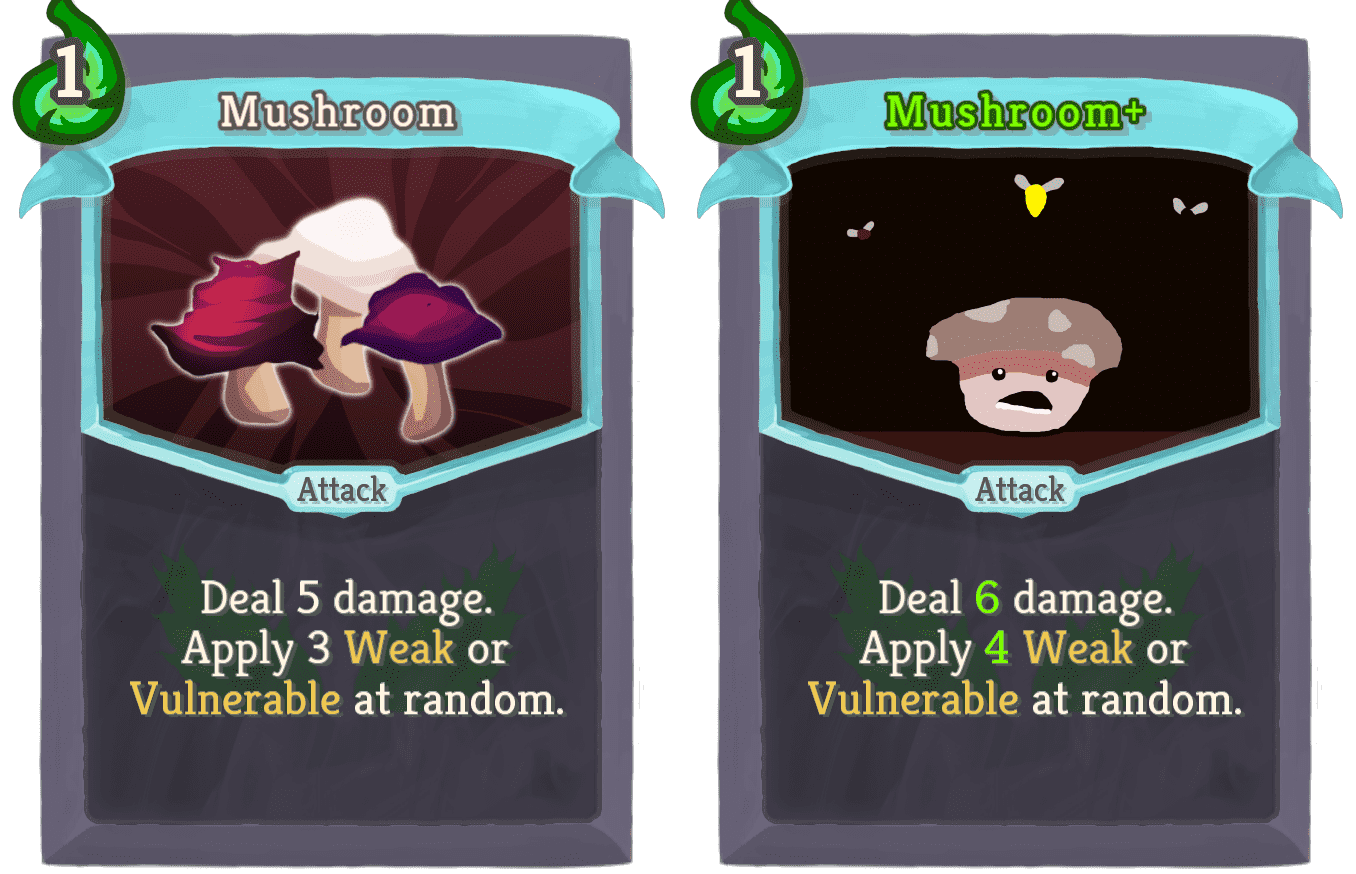 1
Mushroom
Attack
Deal 5 damage.
Apply 3 Weak or
Vulnerable at random.
1
Mushroom+
Attack
Deal 6 damage.
Apply 4 Weak or
Vulnerable at random.